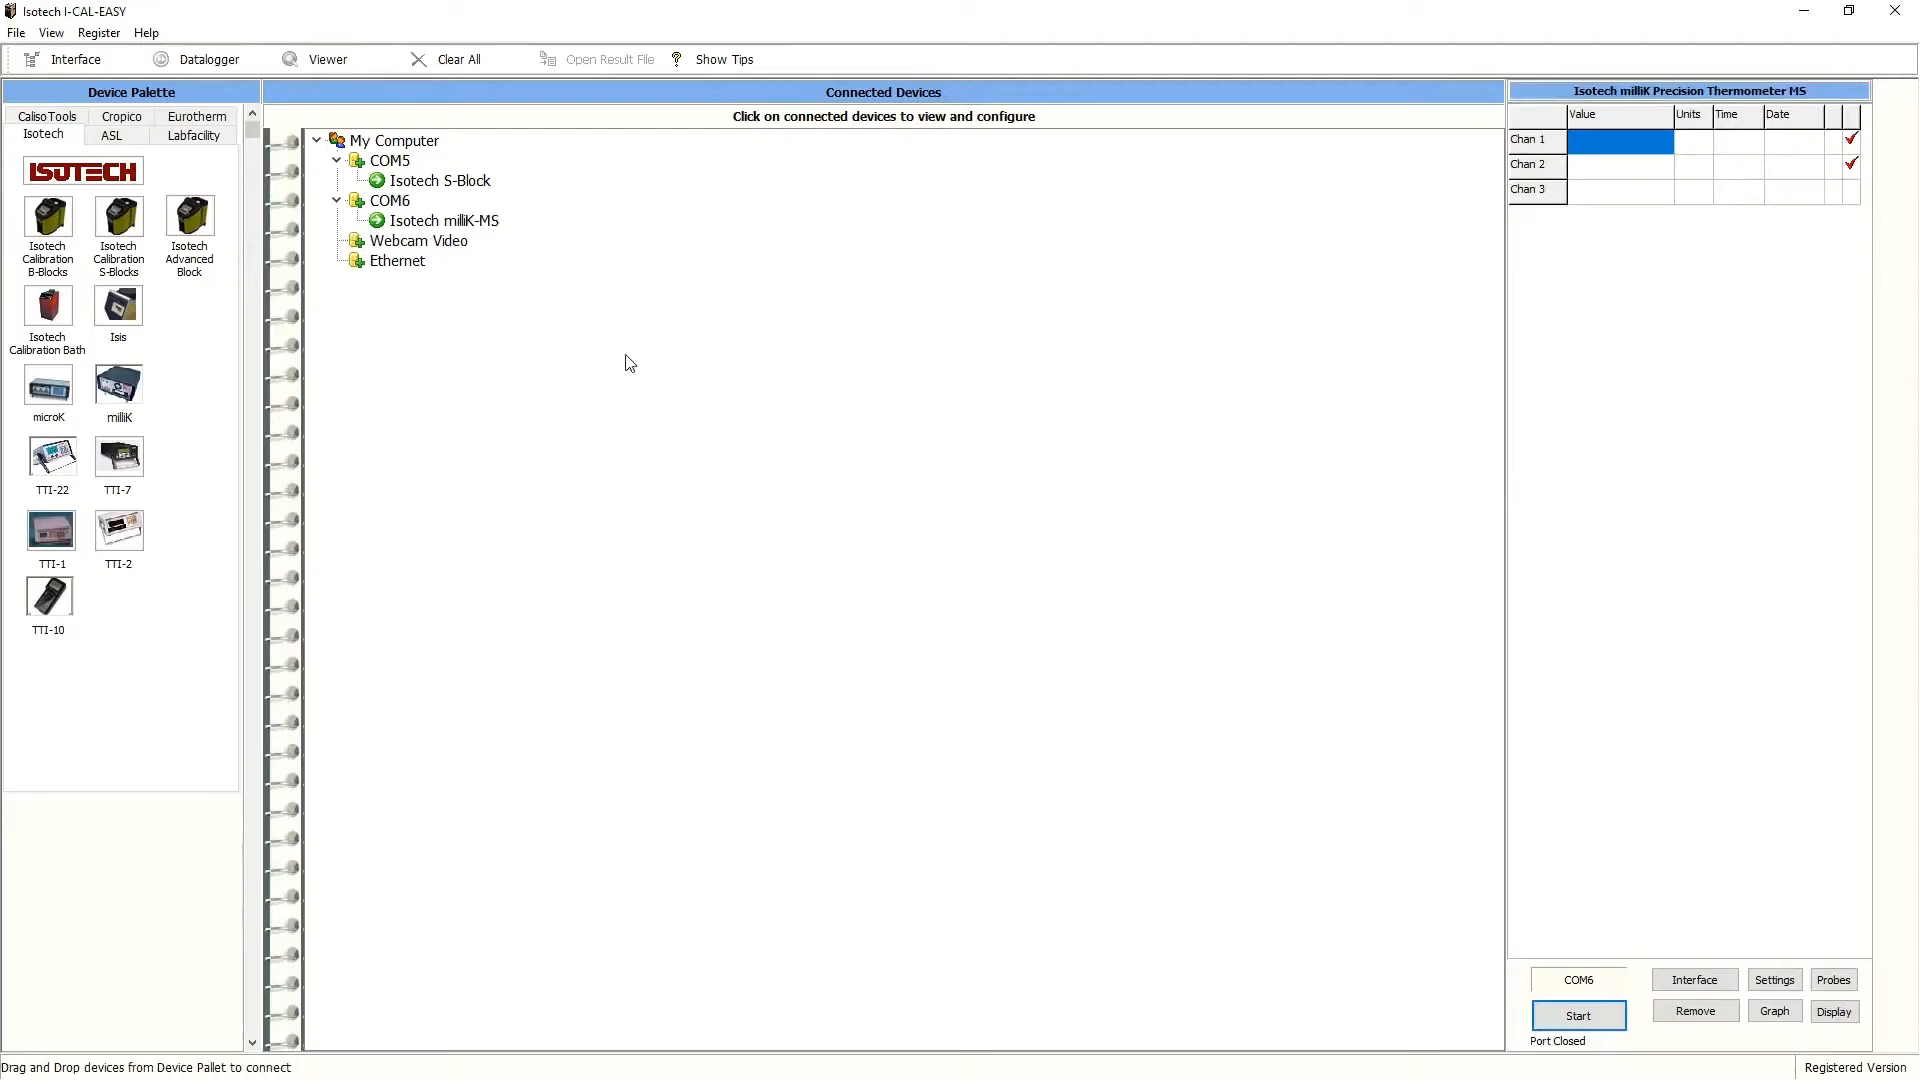 Isotech I-CAL-EASY
File View Register Help
Interface Datalogger Viewer Clear All Open Result File ? Show Tips
Device Palette
CalisoTools Cropico Eurotherm
Isotech ASL Labfacility
ISOTECH
Isotech Calibration B-Blocks
Isotech Calibration S-Blocks
Isotech Advanced Block
Isotech Calibration Bath
Isis
microK
milliK
TTI-22
TTI-7
TTI-1
TTI-2
TTI-10
Connected Devices
Click on connected devices to view and configure
My Computer
COM5
Isotech S-Block
COM6
Isotech milliK-MS
Webcam Video
Ethernet
Isotech milliK Precision Thermometer MS
Value Units Time Date
Chan 1
Chan 2
Chan 3
COM6 Interface Settings Probes
Start Remove Graph Display
Port Closed
Drag and Drop devices from Device Pallet to connect
Registered Version